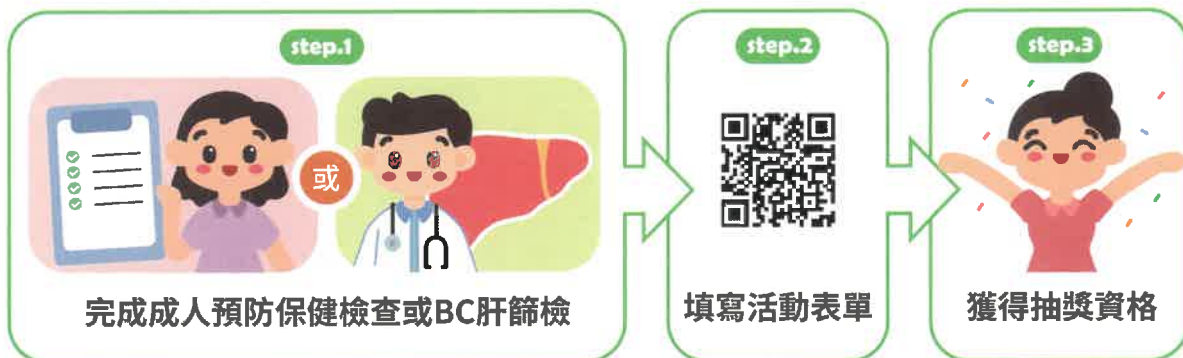 step.1
或
完成成人預防保健檢查或BC肝篩檢
step.2
填寫活動表單
step.3
獲得抽獎資格